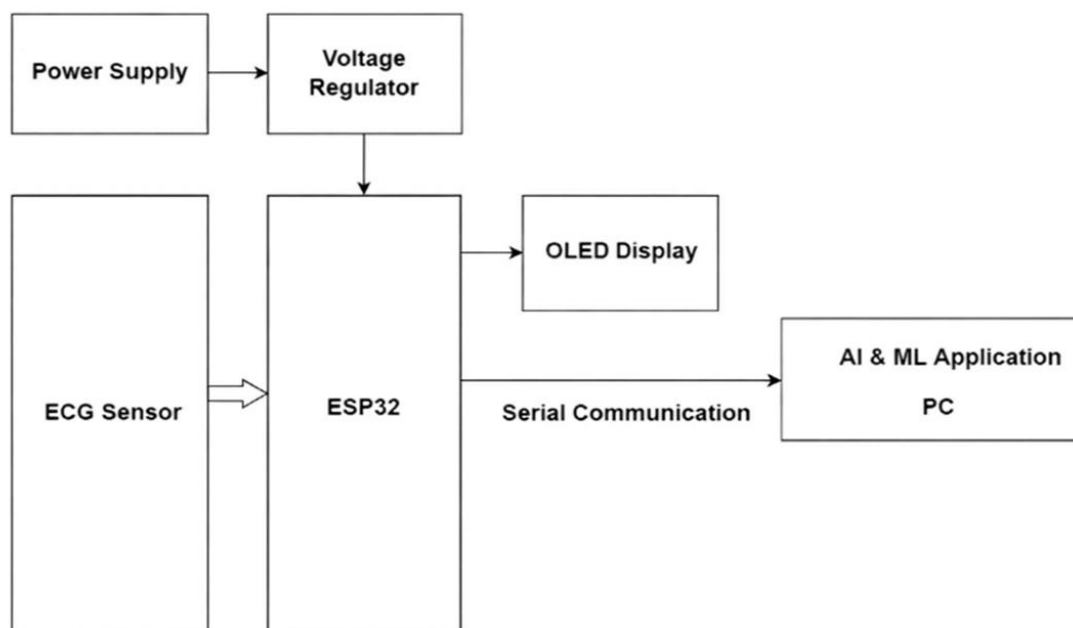 Power Supply
Voltage
Regulator
OLED Display
AI & ML Application
PC
ECG Sensor
ESP32
Serial Communication